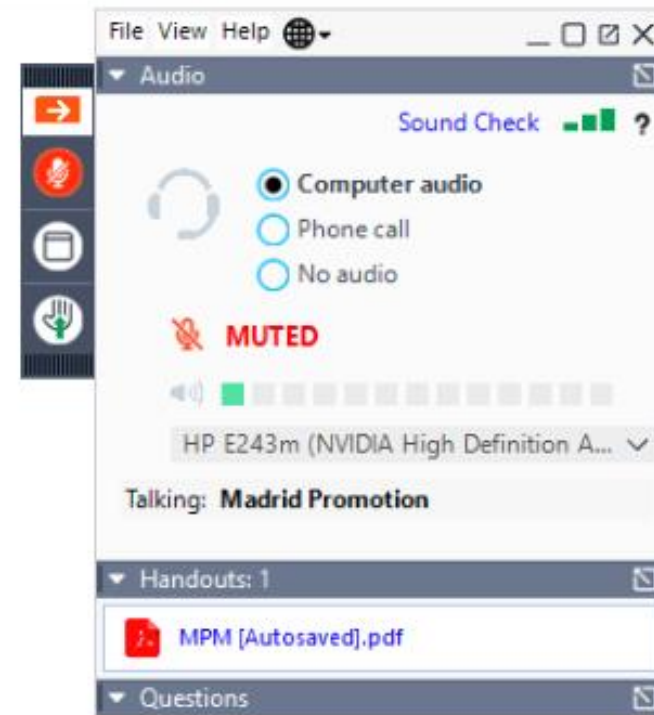 File View Help
Audio
Sound Check ?
Computer audio
Phone call
No audio
MUTED
HP E243m (NVIDIA High Definition A...
Talking: Madrid Promotion
Handouts: 1
MPM [Autosaved].pdf
Questions